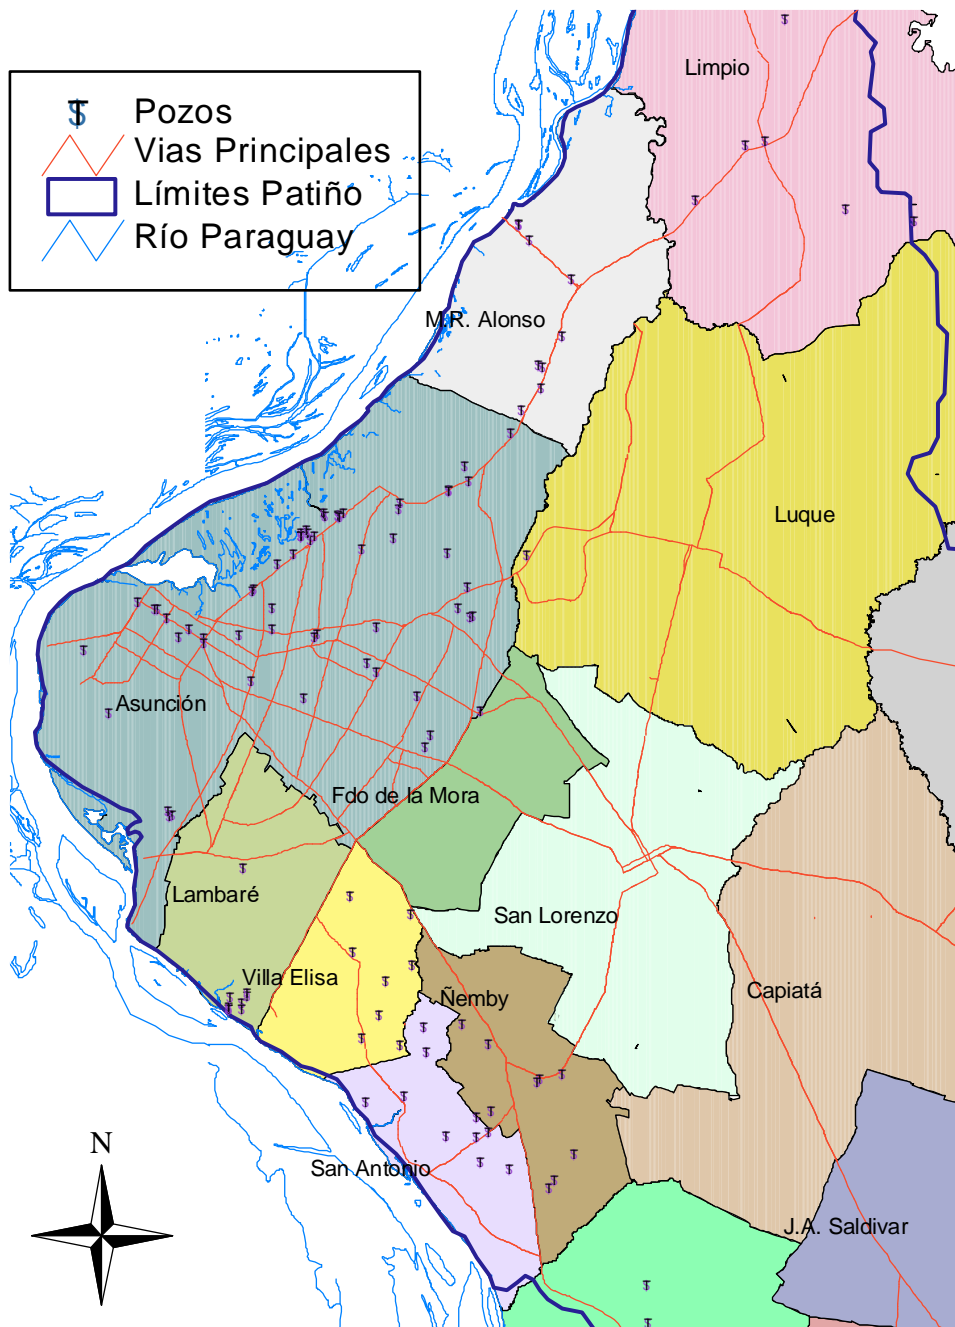 Limpio
Pozos
Vias Principales
Límites Patiño
Río Paraguay
M.R. Alonso
Luque
Asunción
Fdo de la Mora
Lambaré
San Lorenzo
Villa Elisa
Ñemby
Capiatá
N
San Antonio
J.A. Saldivar